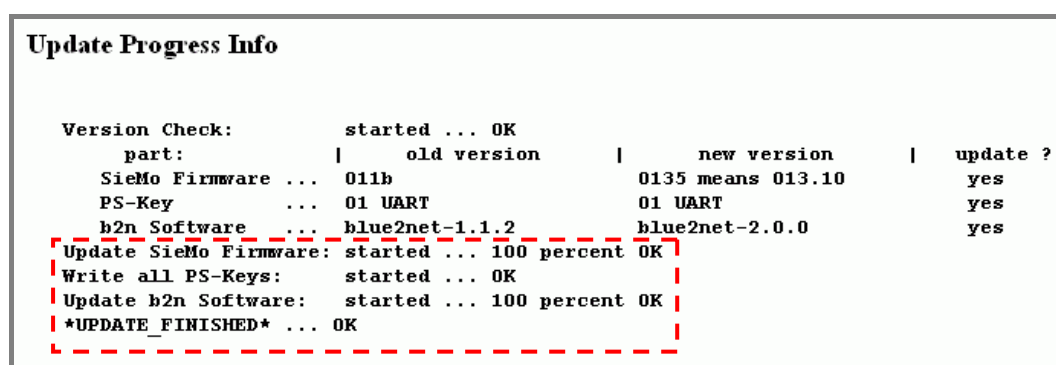 Update Progress Info
Version Check: started ... OK
part: | old version | new version | update ?
SieMo Firmware ... 011b 0135 means 013.10 yes
PS-Key ... 01 UART 01 UART yes
b2n Software ... blue2net-1.1.2 blue2net-2.0.0 yes
Update SieMo Firmware: started ... 100 percent OK
Write all PS-Keys: started ... OK
Update b2n Software: started ... 100 percent OK
*UPDATE_FINISHED* ... OK